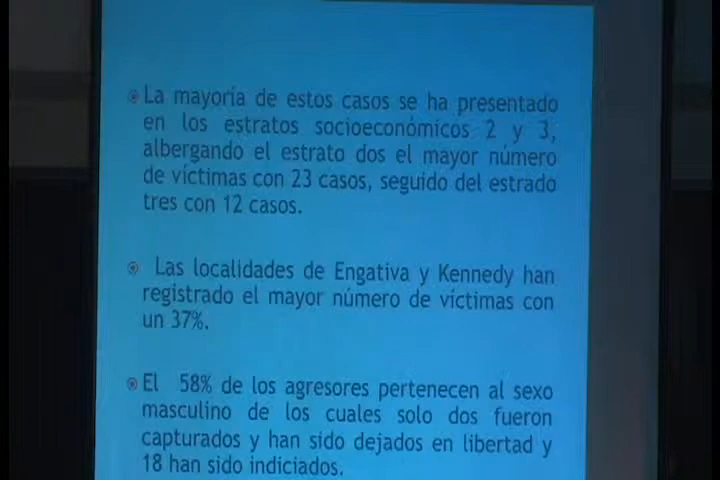 La mayoría de estos casos se ha presentado
en los estratos socioeconómicos 2 y 3,
albergando el estrato dos el mayor número
de víctimas con 23 casos, seguido del estrado
tres con 12 casos.
Las localidades de Engativa y Kennedy han
registrado el mayor número de víctimas con
un 37%.
El 58% de los agresores pertenecen al sexo
masculino de los cuales solo dos fueron
capturados y han sido dejados en libertad y
18 han sido indiciados.